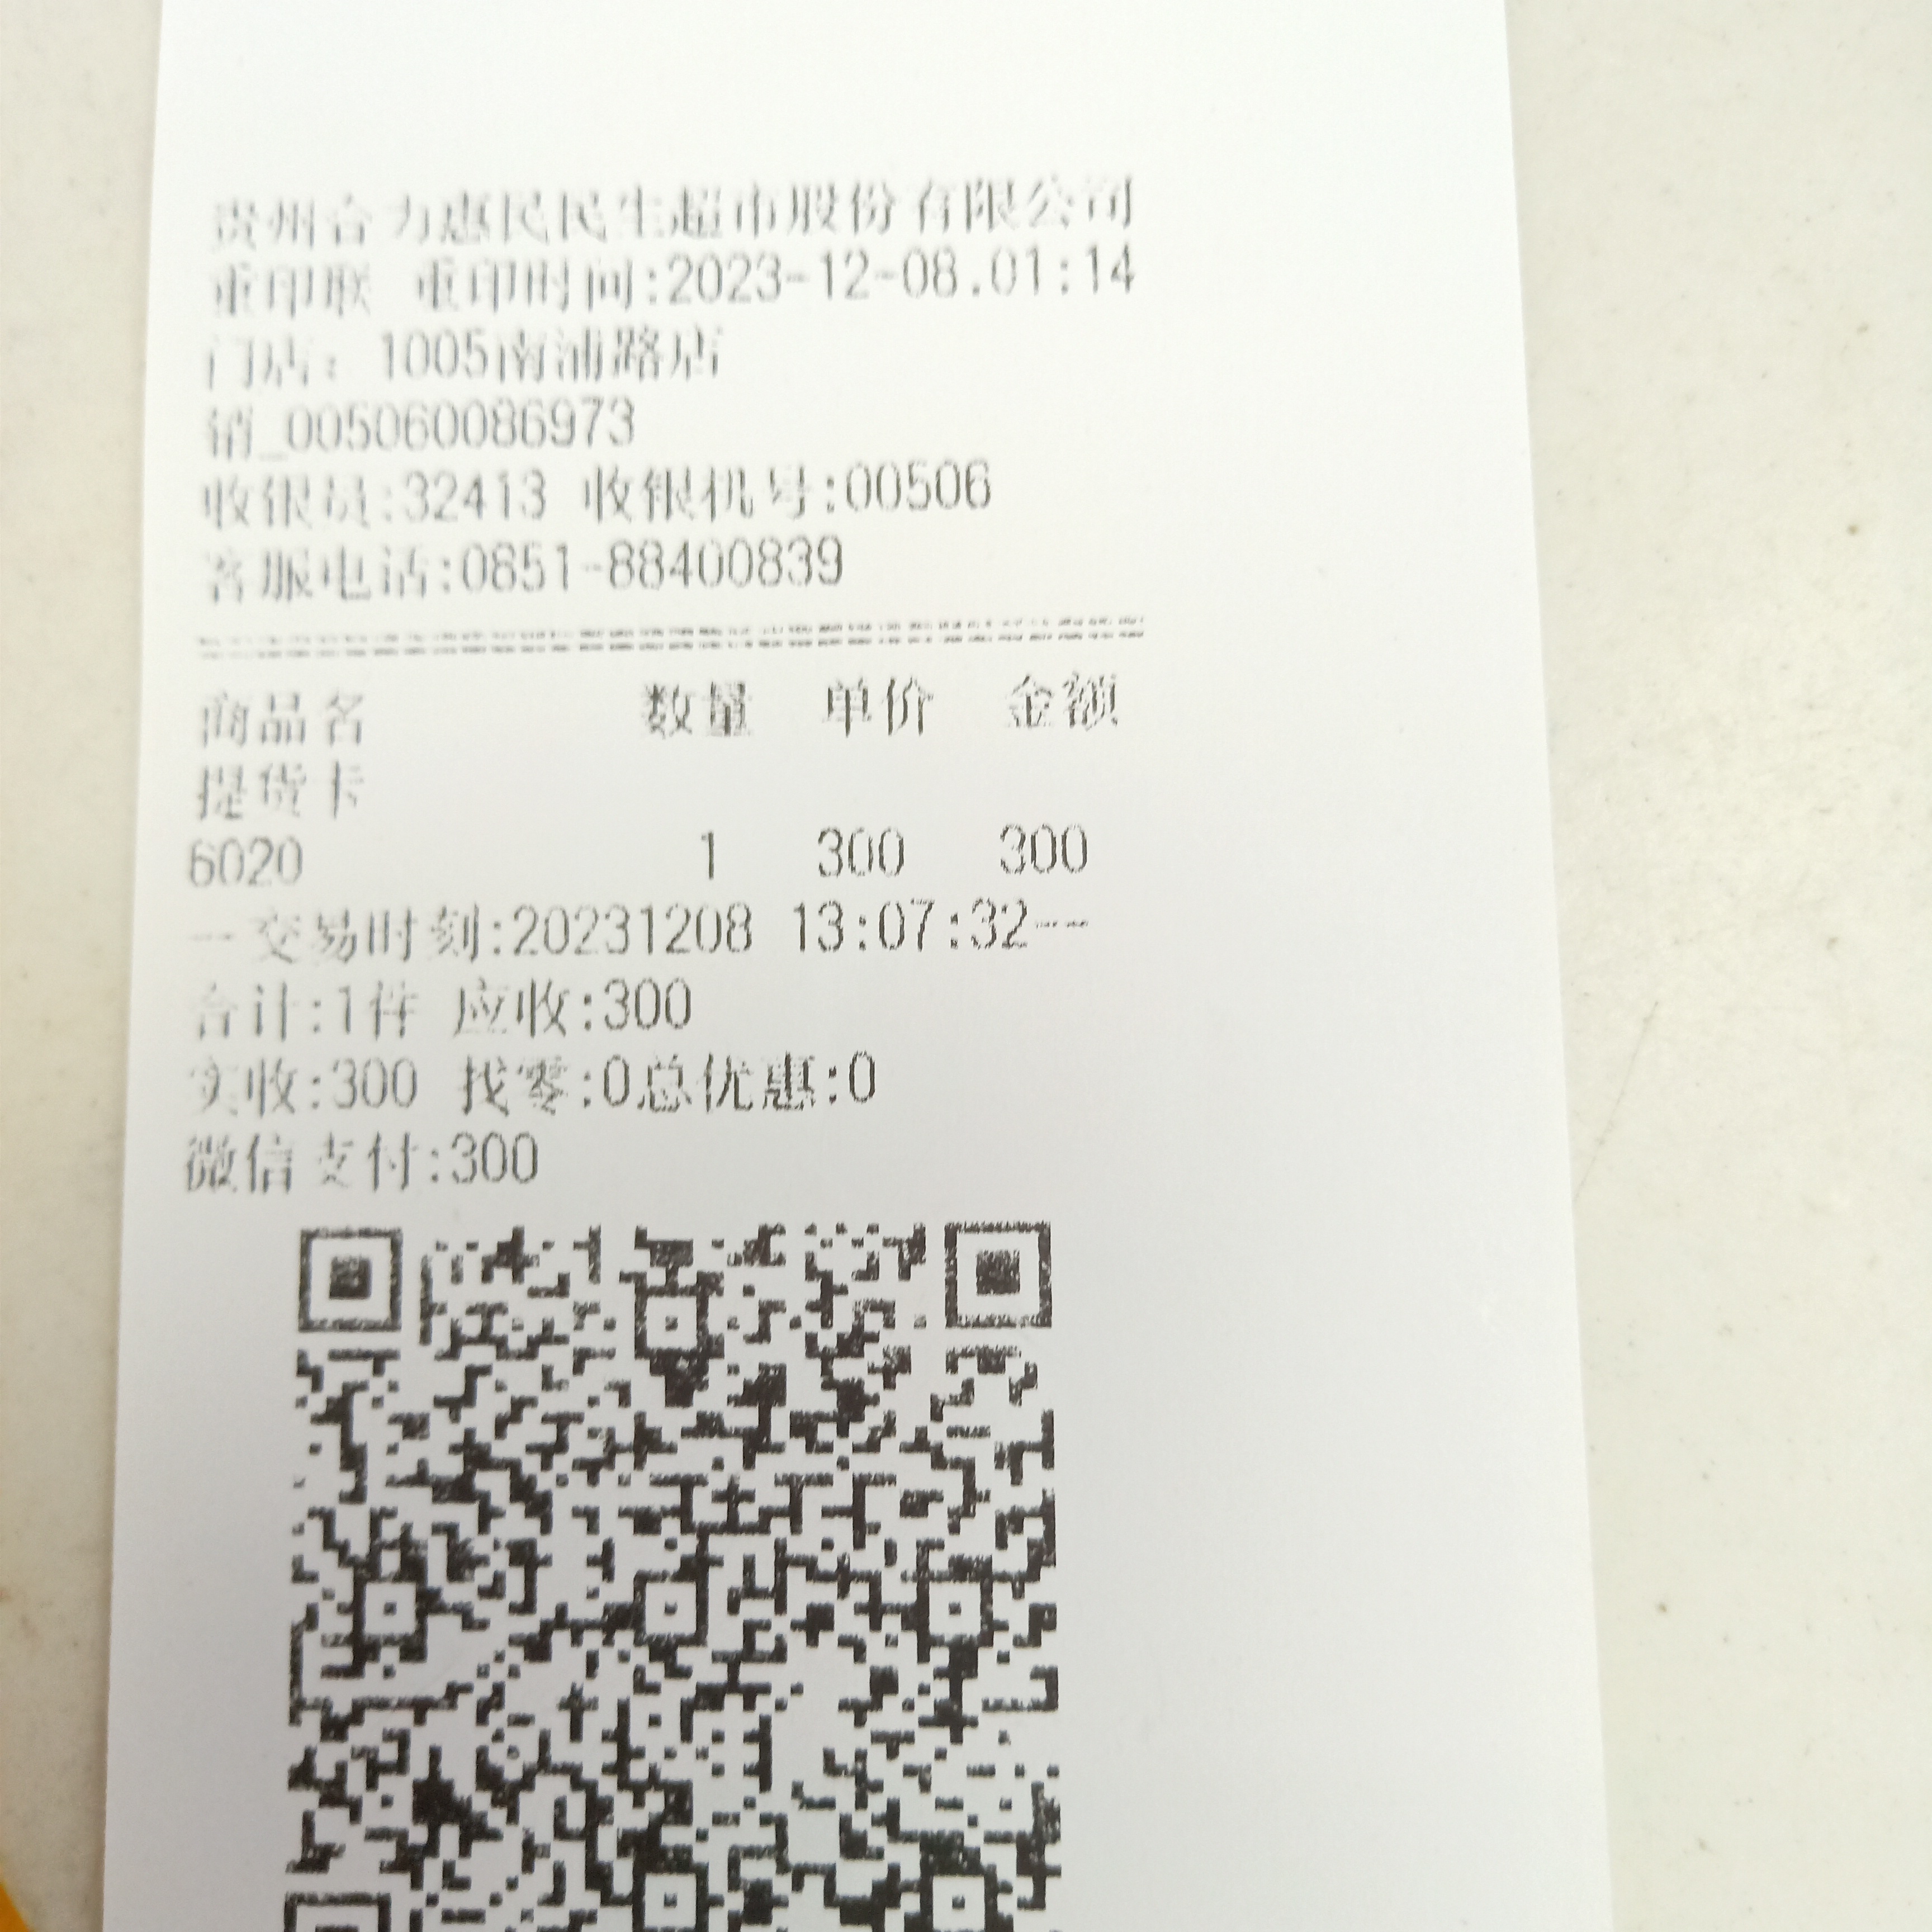 贵州合力惠民民生超市股份有限公司
重印联 重印时间:2023-12-08.01:14
门店: 1005南浦路店
销_005060086973
收银员:32413 收银机号:00506
客服电话:0851-88400839
商品名 数量 单价 金额
提货卡
6020 1 300 300
--交易时刻:20231208 13:07:32--
合计:1件 应收:300
实收:300 找零:0总优惠:0
微信支付:300